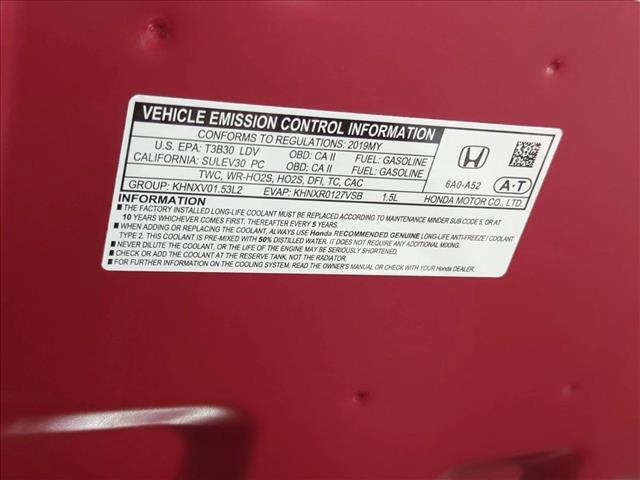 VEHICLE EMISSION CONTROL INFORMATION
CONFORMS TO REGULATIONS: 2019MY
U.S. EPA: T3B30 LDV OBD: CA II FUEL: GASOLINE
CALIFORNIA: SULEV30 PC OBD: CA II FUEL: GASOLINE
TWC, WR-HO2S, HO2S, DFI, TC, CAC
GROUP: KHNXV01.53L2 EVAP: KHNXR0127VSB 1.5L
6A0-A52
A·T
HONDA MOTOR CO., LTD.
INFORMATION
■ THE FACTORY INSTALLED LONG-LIFE COOLANT MUST BE REPLACED ACCORDING TO MAINTENANCE MINDER SUB CODE 5, OR AT
10 YEARS WHICHEVER COMES FIRST. THEREAFTER EVERY 5 YEARS.
■ WHEN ADDING OR REPLACING THE COOLANT, ALWAYS USE Honda RECOMMENDED GENUINE LONG-LIFE ANTI-FREEZE / COOLANT
TYPE 2. THIS COOLANT IS PRE-MIXED WITH 50% DISTILLED WATER. IT DOES NOT REQUIRE ANY ADDITIONAL MIXING.
■ NEVER DILUTE THE COOLANT, OR THE LIFE OF THE ENGINE MAY BE SERIOUSLY SHORTENED.
■ CHECK OR ADD THE COOLANT AT THE RESERVE TANK, NOT THE RADIATOR.
■ FOR FURTHER INFORMATION ON THE COOLING SYSTEM, READ THE OWNER'S MANUAL OR CHECK WITH YOUR Honda DEALER.